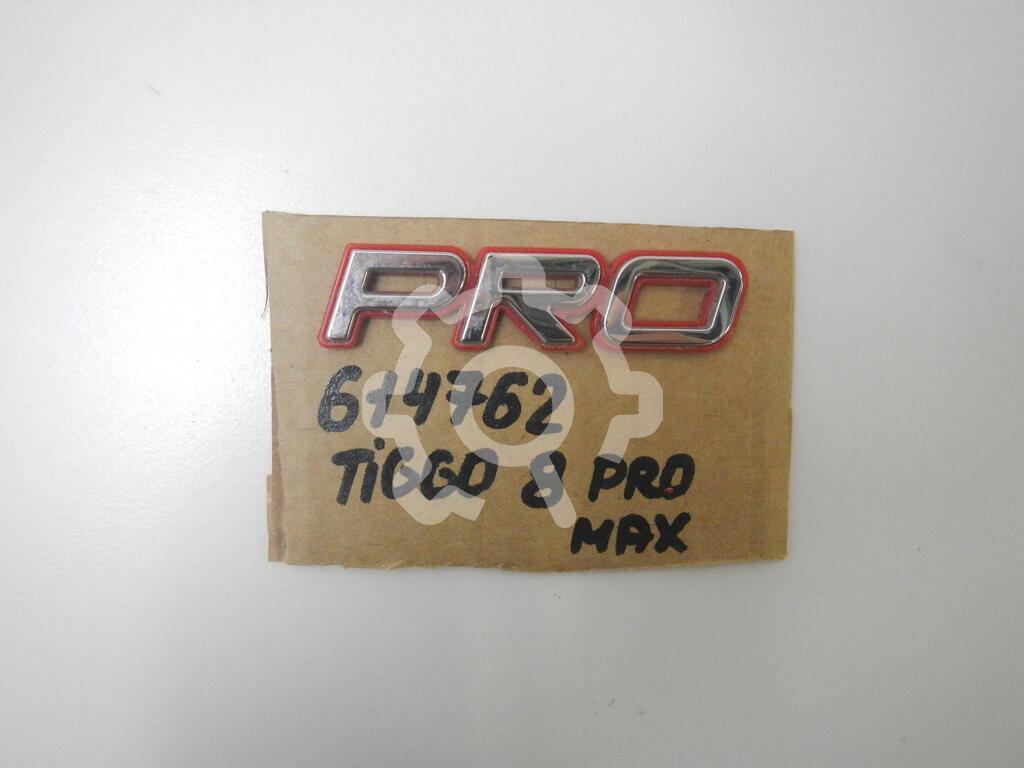 PRO
614762
TiGGO 8 PRO
MAX